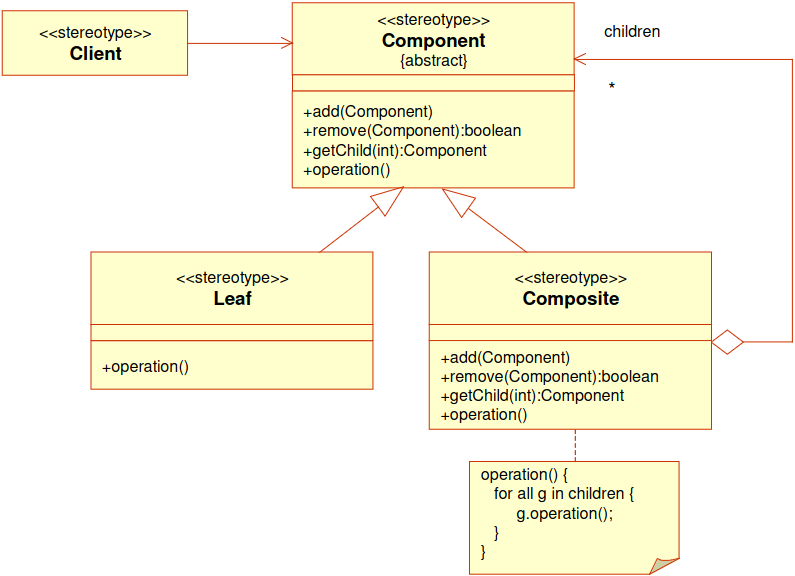 <<stereotype>>
Client
<<stereotype>>
Component
{abstract}
+add(Component)
+remove(Component):boolean
+getChild(int):Component
+operation()
children
*
<<stereotype>>
Leaf
+operation()
<<stereotype>>
Composite
+add(Component)
+remove(Component):boolean
+getChild(int):Component
+operation()
operation() {
for all g in children {
g.operation();
}
}